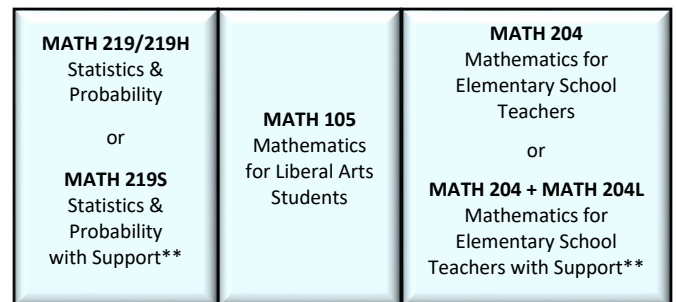 MATH 219/219H
Statistics &
Probability
or
MATH 219S
Statistics &
Probability
with Support**
MATH 105
Mathematics
for Liberal Arts
Students
MATH 204
Mathematics for
Elementary School
Teachers
or
MATH 204 + MATH 204L
Mathematics for
Elementary School
Teachers with Support**